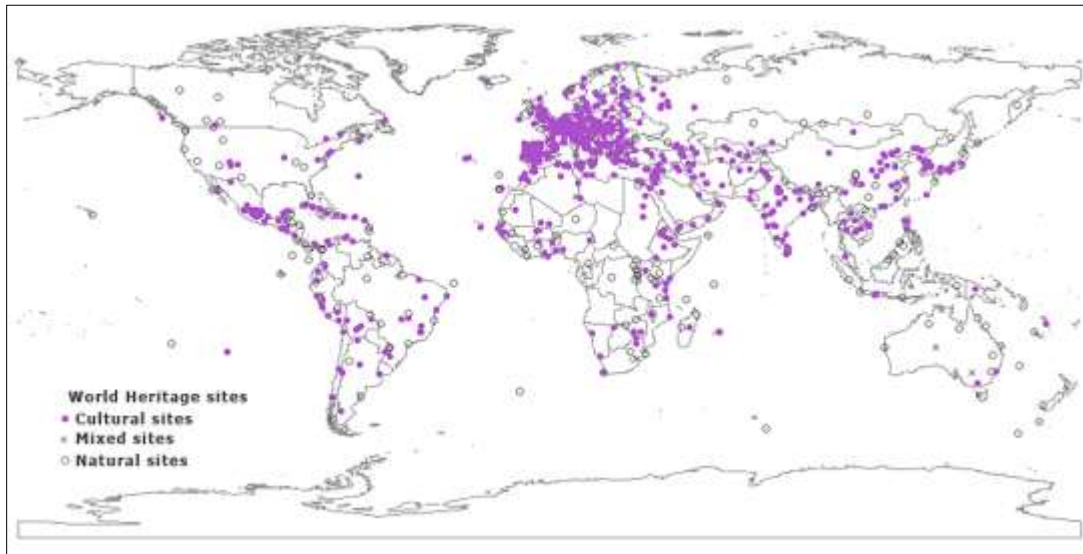 World Heritage sites
Cultural sites
Mixed sites
Natural sites